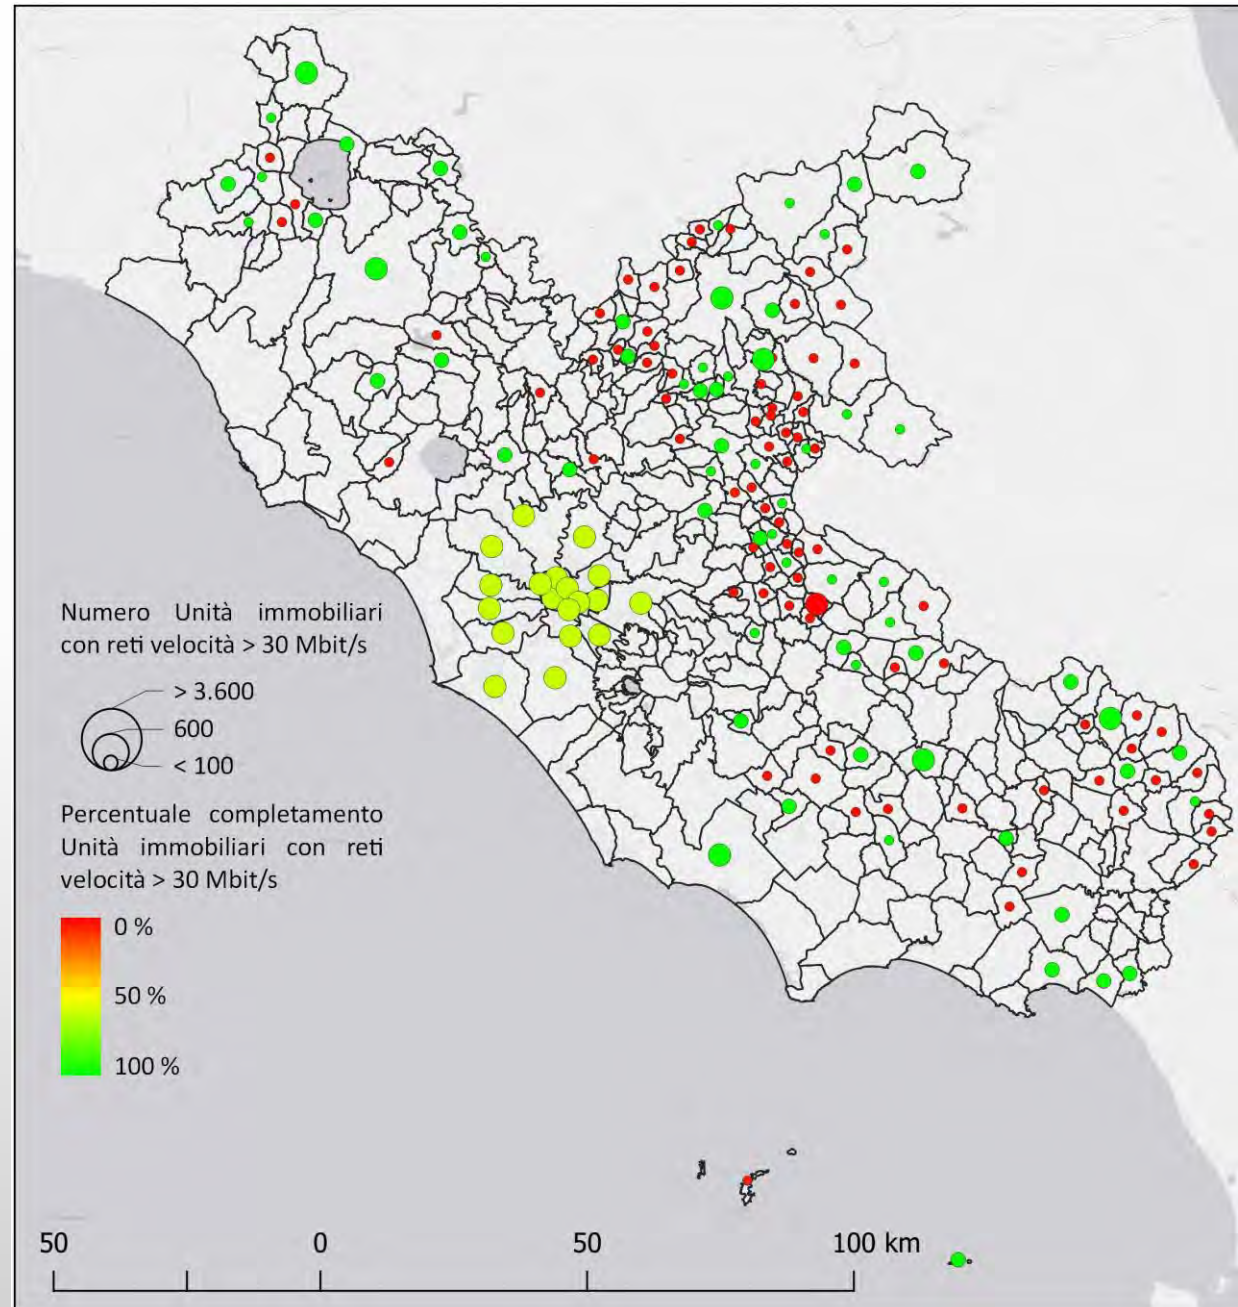 Numero Unità immobiliari
con reti velocità > 30 Mbit/s
> 3.600
600
< 100
Percentuale completamento
Unità immobiliari con reti
velocità > 30 Mbit/s
0 %
50 %
100 %
50 0 50 100 km